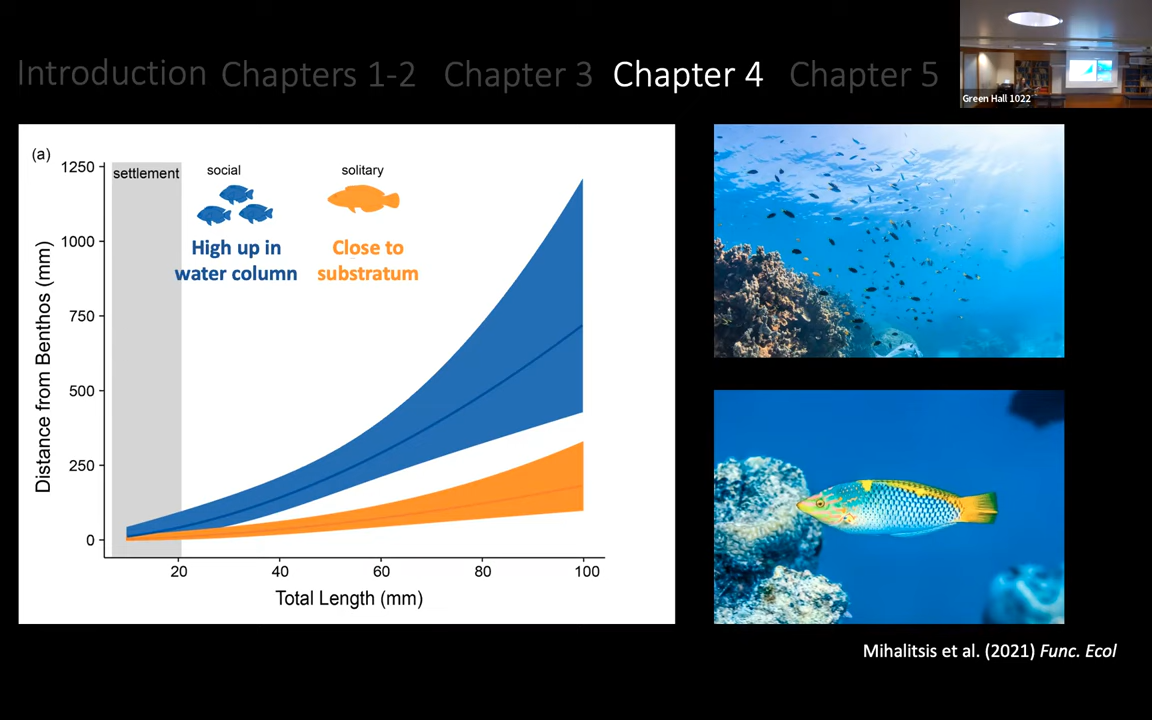 Introduction Chapters 1-2 Chapter 3 Chapter 4 Chapter 5
Green Hall 1022
(a)
settlement
social
solitary
High up in
water column
Close to
substratum
1250
1000
750
500
250
0
Distance from Benthos (mm)
20 40 60 80 100
Total Length (mm)
Mihalitsis et al. (2021) Func. Ecol